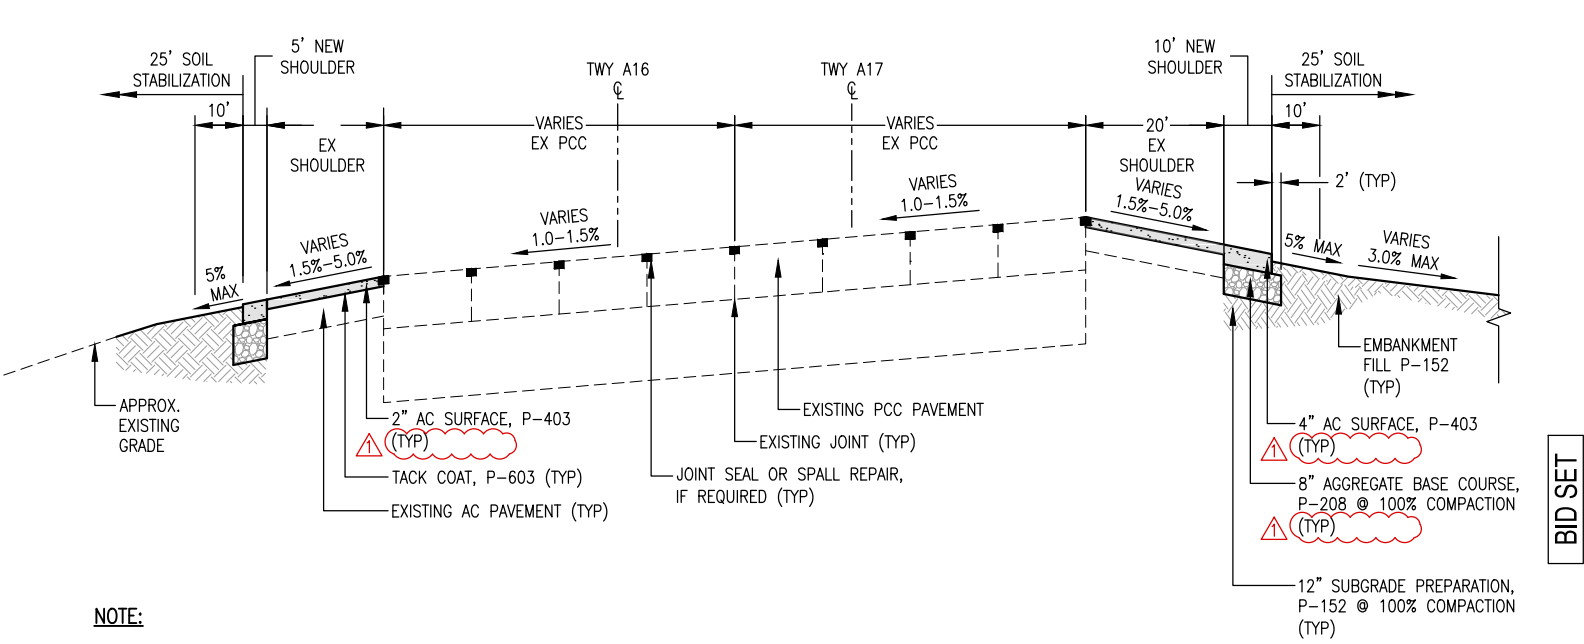 25' SOIL
STABILIZATION
5' NEW
SHOULDER
10'
EX
SHOULDER
TWY A16
℄
VARIES
EX PCC
TWY A17
℄
VARIES
EX PCC
10' NEW
SHOULDER
25' SOIL
STABILIZATION
20'
EX
SHOULDER
10'
2' (TYP)
VARIES
1.5%-5.0%
VARIES
1.0-1.5%
VARIES
1.0-1.5%
VARIES
1.5%-5.0%
5% MAX
VARIES
3.0% MAX
5%
MAX
APPROX.
EXISTING
GRADE
2" AC SURFACE, P-403
(TYP)
1
TACK COAT, P-603 (TYP)
EXISTING AC PAVEMENT (TYP)
JOINT SEAL OR SPALL REPAIR,
IF REQUIRED (TYP)
EXISTING JOINT (TYP)
EXISTING PCC PAVEMENT
EMBANKMENT
FILL P-152
(TYP)
4" AC SURFACE, P-403
(TYP)
1
8" AGGREGATE BASE COURSE,
P-208 @ 100% COMPACTION
(TYP)
1
12" SUBGRADE PREPARATION,
P-152 @ 100% COMPACTION
(TYP)
BID SET
NOTE: